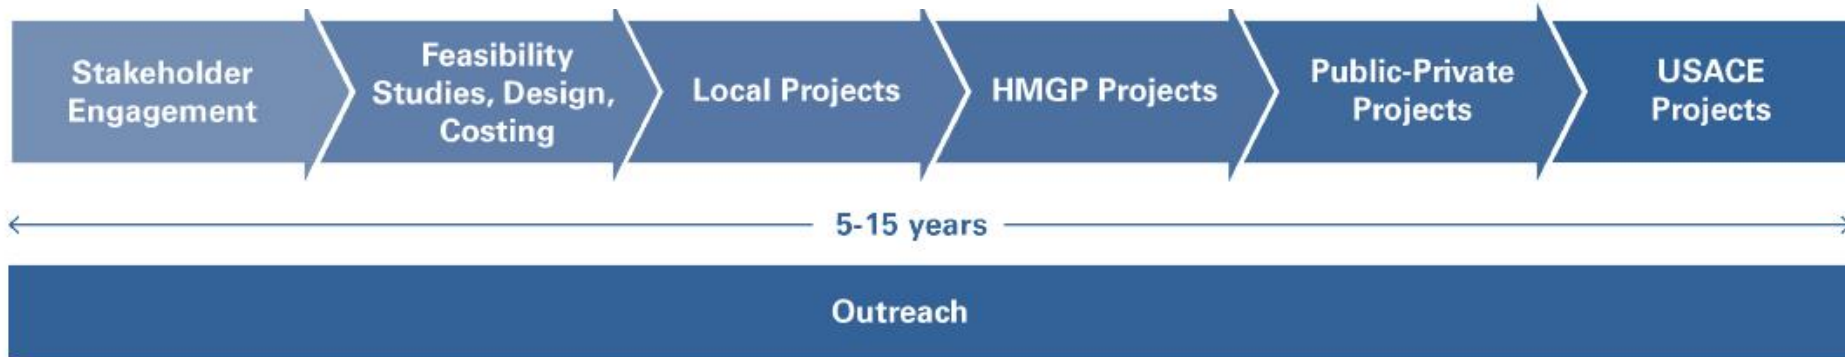 Stakeholder
Engagement
Feasibility
Studies, Design,
Costing
Local Projects
HMGP Projects
Public-Private
Projects
USACE
Projects
5-15 years
Outreach